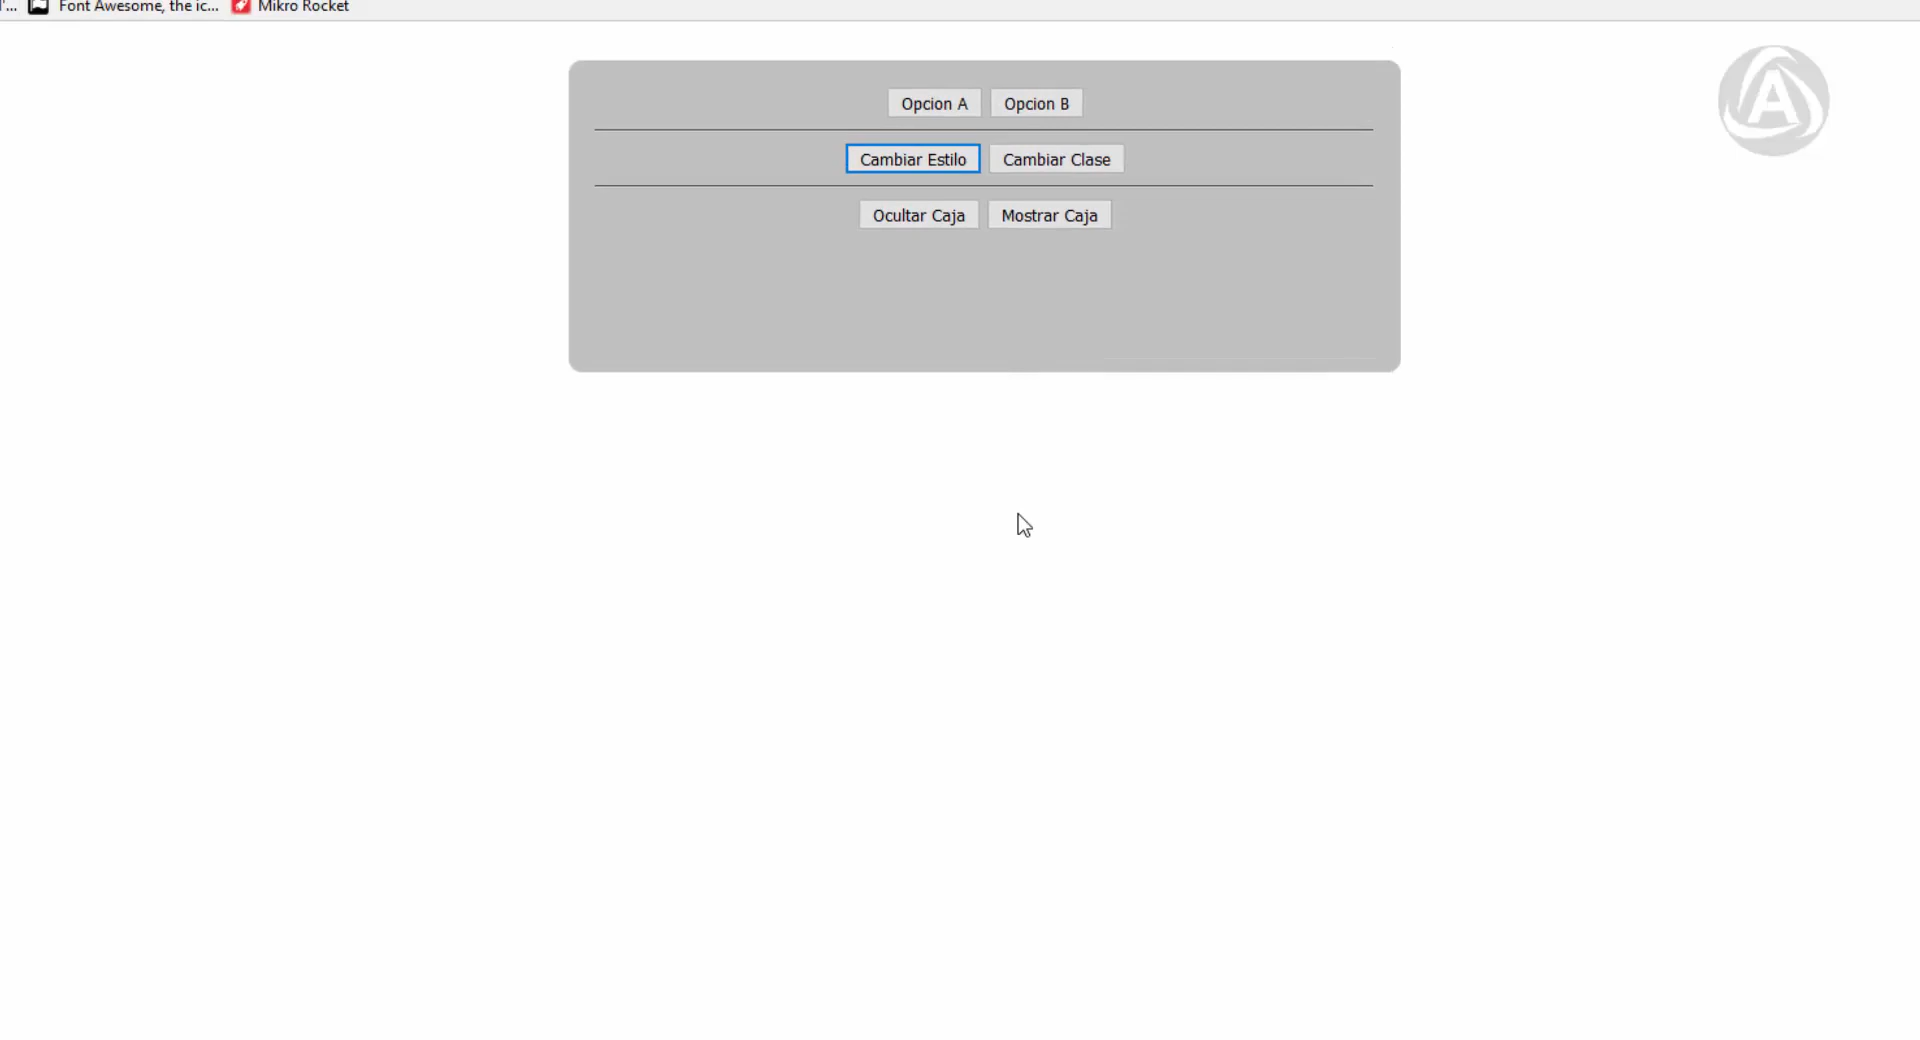 Font Awesome, the ic... Mikro Rocket
Opcion A Opcion B
Cambiar Estilo Cambiar Clase
Ocultar Caja Mostrar Caja
A